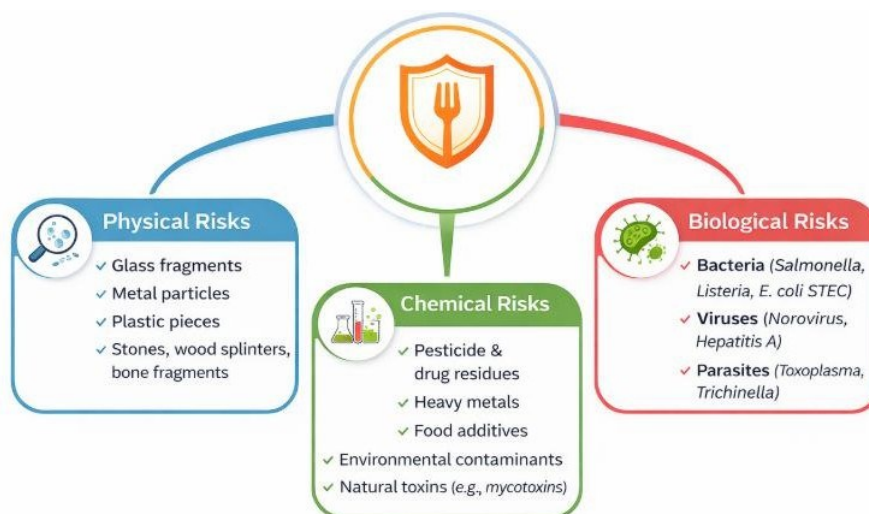 Physical Risks
Glass fragments
Metal particles
Plastic pieces
Stones, wood splinters,
bone fragments
Chemical Risks
Pesticide &
drug residues
Heavy metals
Food additives
Environmental contaminants
Natural toxins (e.g., mycotoxins)
Biological Risks
Bacteria (Salmonella,
Listeria, E. coli STEC)
Viruses (Norovirus,
Hepatitis A)
Parasites (Toxoplasma,
Trichinella)